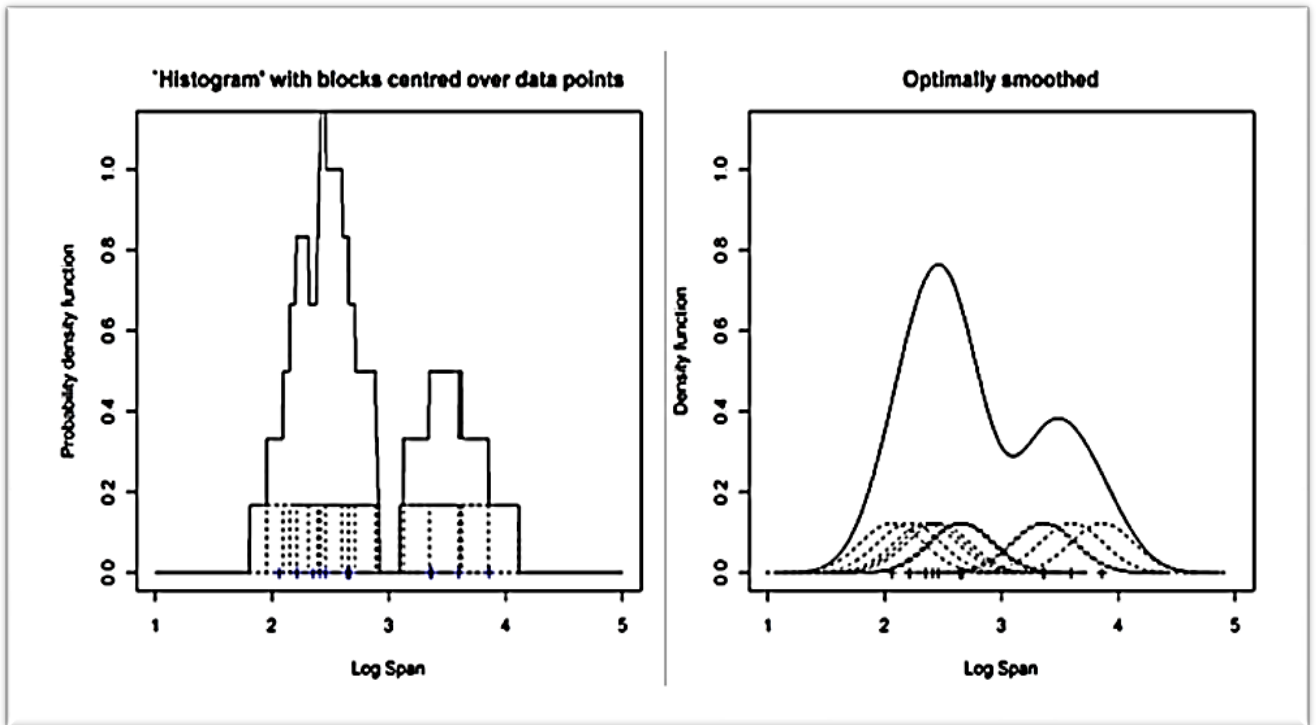 'Histogram' with blocks centred over data points
Probability density function
1.0
0.8
0.6
0.4
0.2
0.0
1 2 3 4 5
Log Span
Optimally smoothed
Density function
1.0
0.8
0.6
0.4
0.2
0.0
1 2 3 4 5
Log Span